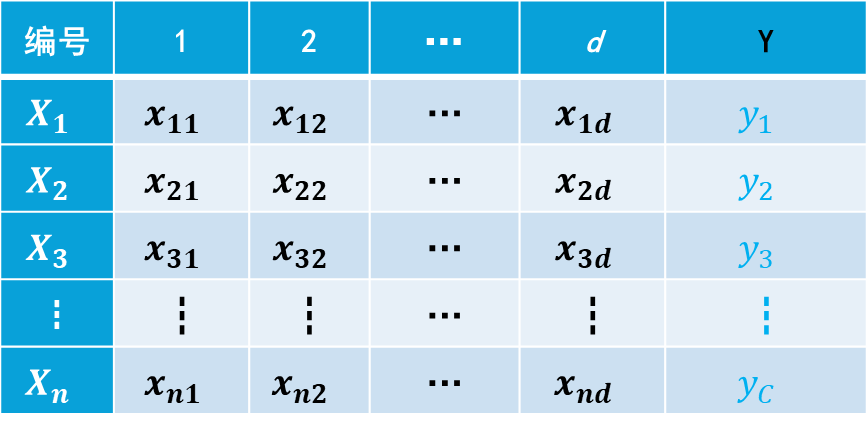 编号 1 2 ⋯ d Y
X₁ x₁₁ x₁₂ ⋯ x₁d y₁
X₂ x₂₁ x₂₂ ⋯ x₂d y₂
X₃ x₃₁ x₃₂ ⋯ x₃d y₃
⋮ ⋮ ⋮ ⋯ ⋮ ⋮
Xₙ xₙ₁ xₙ₂ ⋯ xₙd y_C